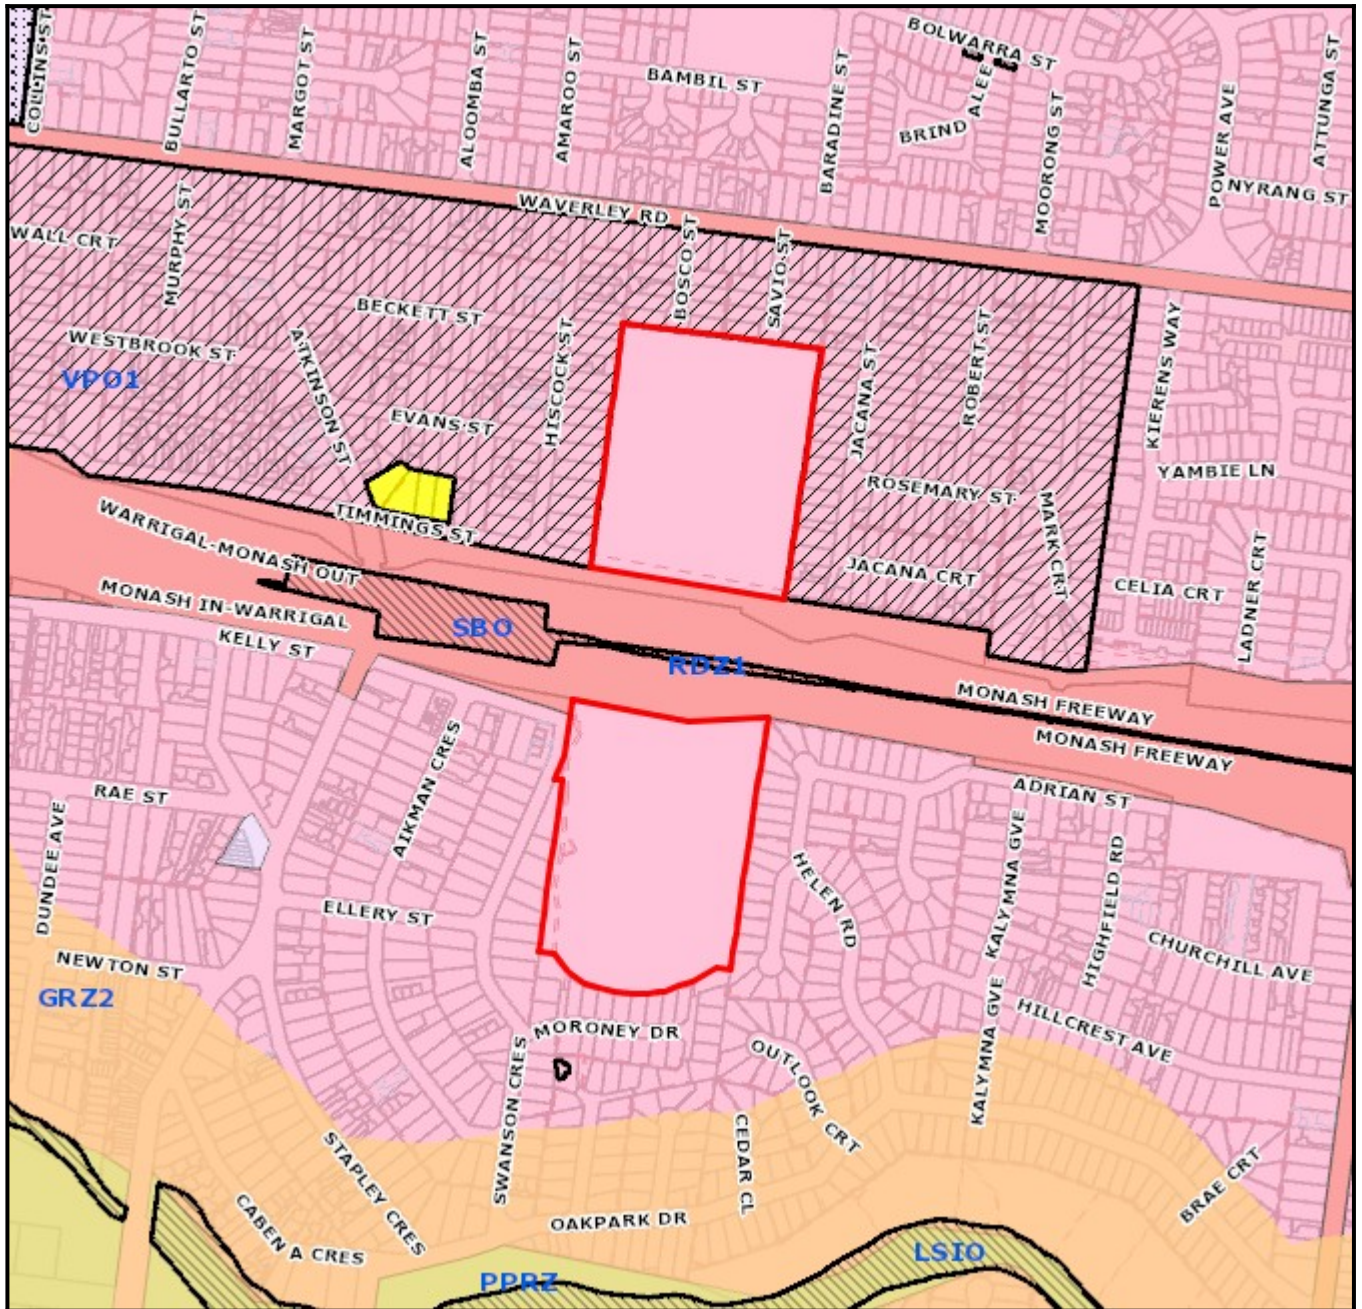 COLLINS ST
BULLARTO ST
MARGOT ST
ALOOMBA ST
AMAROO ST
BAMBIL ST
BARADINE ST
BOLWARRA ST
BRIND
ALEE
MOORONG ST
POWER AVE
ATTUNGA ST
NYRANG ST
WAVERLEY RD
WALL CRT
MURPHY ST
BECKETT ST
BOSCO ST
SAVIO ST
WESTBROOK ST
ATKINSON ST
HISCOCK ST
JACANA ST
ROBERT ST
KIERENS WAY
VPO1
EVANS ST
YAMBIE LN
ROSEMARY ST
MARK CRT
TIMMINGS ST
WARRIGAL-MONASH OUT
JACANA CRT
CELIA CRT
LADNER CRT
MONASH IN-WARRIGAL
KELLY ST
SBO
RDZ1
MONASH FREEWAY
MONASH FREEWAY
AIKMAN CRES
RAE ST
ADRIAN ST
DUNDEE AVE
HELEN RD
KALYMNA GVE
HIGHFIELD RD
ELLERY ST
CHURCHILL AVE
NEWTON ST
GRZ2
MORONEY DR
OUTLOOK CRT
KALYMNA GVE
HILLCREST AVE
SWANSON CRES
CEDAR CL
STAPLEY CRES
BRAE CRT
CABEN A CRES
OAKPARK DR
LSIO
PPRZ